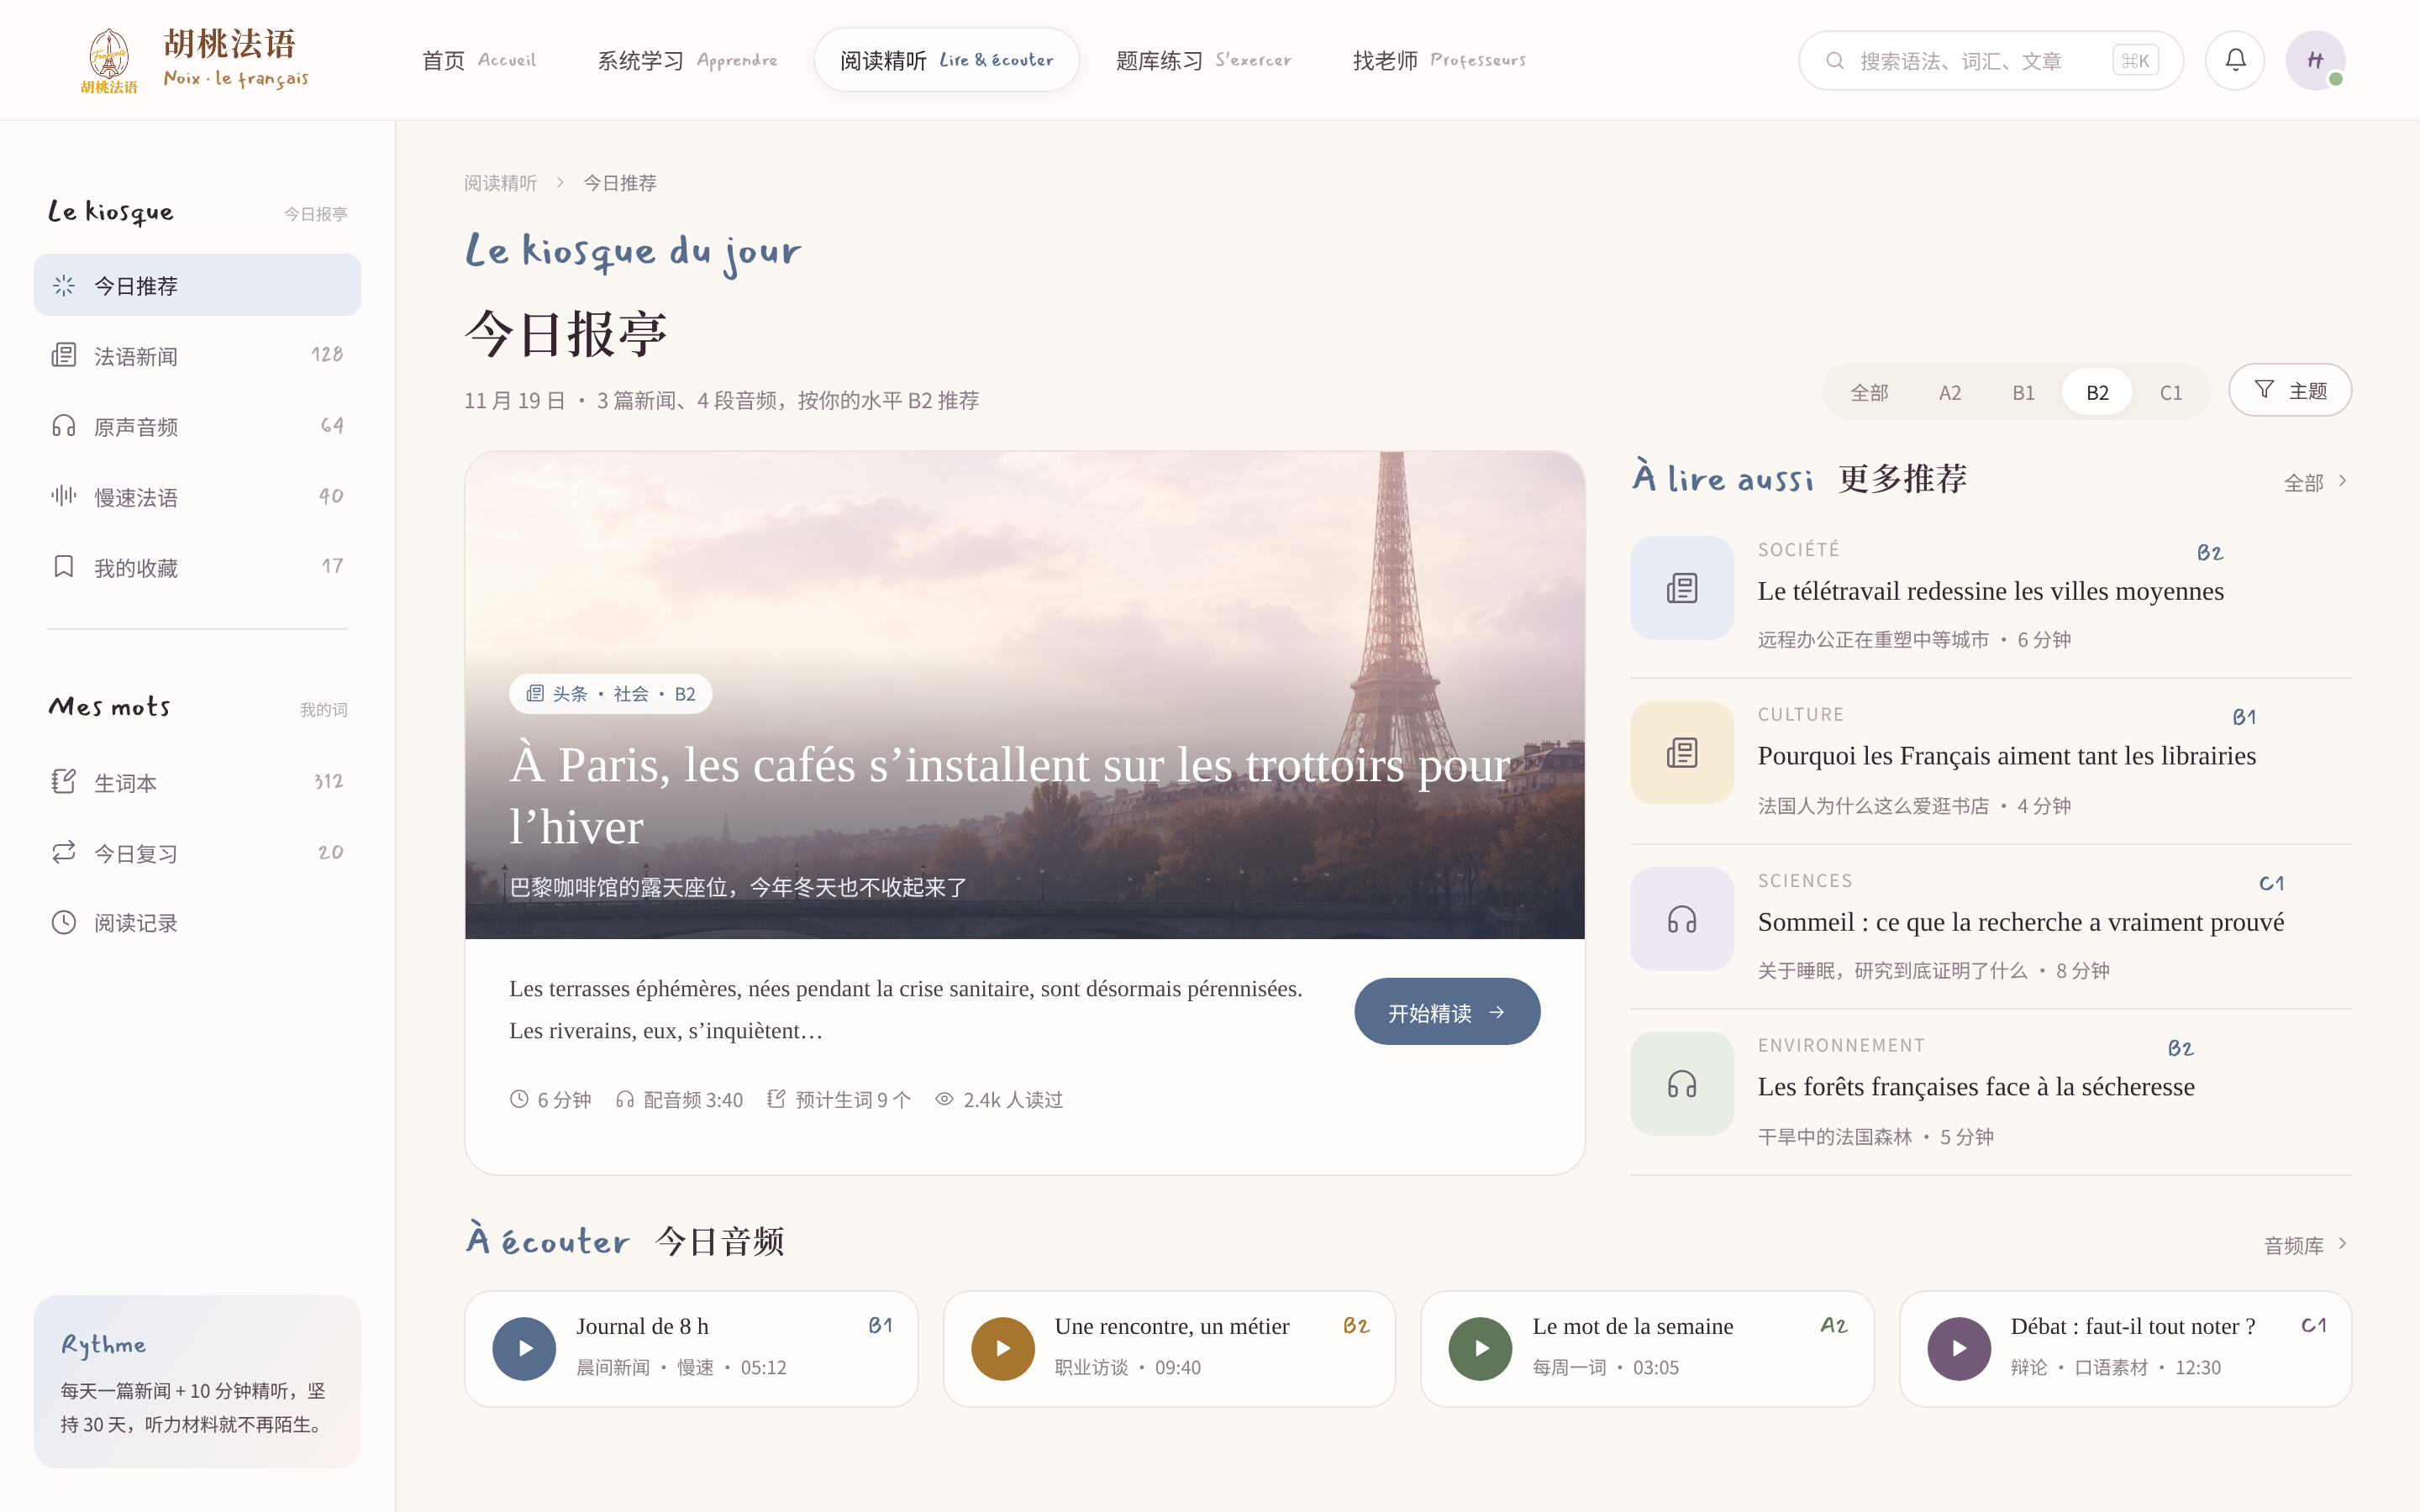 Français
胡桃法语
胡桃法语
Noix · le français
首页 Accueil
系统学习 Apprendre
阅读精听 Lire & écouter
题库练习 S'exercer
找老师 Professeurs
搜索语法、词汇、文章 ⌘K
H
Le kiosque 今日报亭
今日推荐
法语新闻 128
原声音频 64
慢速法语 40
我的收藏 17
Mes mots 我的词
生词本 312
今日复习 20
阅读记录
Rythme
每天一篇新闻 + 10 分钟精听，坚
持 30 天，听力材料就不再陌生。
阅读精听 > 今日推荐
Le kiosque du jour
今日报亭
11 月 19 日 · 3 篇新闻、4 段音频，按你的水平 B2 推荐
全部 A2 B1 B2 C1
主题
头条 · 社会 · B2
À Paris, les cafés s’installent sur les trottoirs pour
l’hiver
巴黎咖啡馆的露天座位，今年冬天也不收起来了
Les terrasses éphémères, nées pendant la crise sanitaire, sont désormais pérennisées.
Les riverains, eux, s’inquiètent…
开始精读 →
6 分钟 配音频 3:40 预计生词 9 个 2.4k 人读过
À lire aussi 更多推荐 全部 >
SOCIÉTÉ B2
Le télétravail redessine les villes moyennes
远程办公正在重塑中等城市 · 6 分钟
CULTURE B1
Pourquoi les Français aiment tant les librairies
法国人为什么这么爱逛书店 · 4 分钟
SCIENCES C1
Sommeil : ce que la recherche a vraiment prouvé
关于睡眠，研究到底证明了什么 · 8 分钟
ENVIRONNEMENT B2
Les forêts françaises face à la sécheresse
干旱中的法国森林 · 5 分钟
À écouter 今日音频 音频库 >
Journal de 8 h B1
晨间新闻 · 慢速 · 05:12
Une rencontre, un métier B2
职业访谈 · 09:40
Le mot de la semaine A2
每周一词 · 03:05
Débat : faut-il tout noter ? C1
辩论 · 口语素材 · 12:30